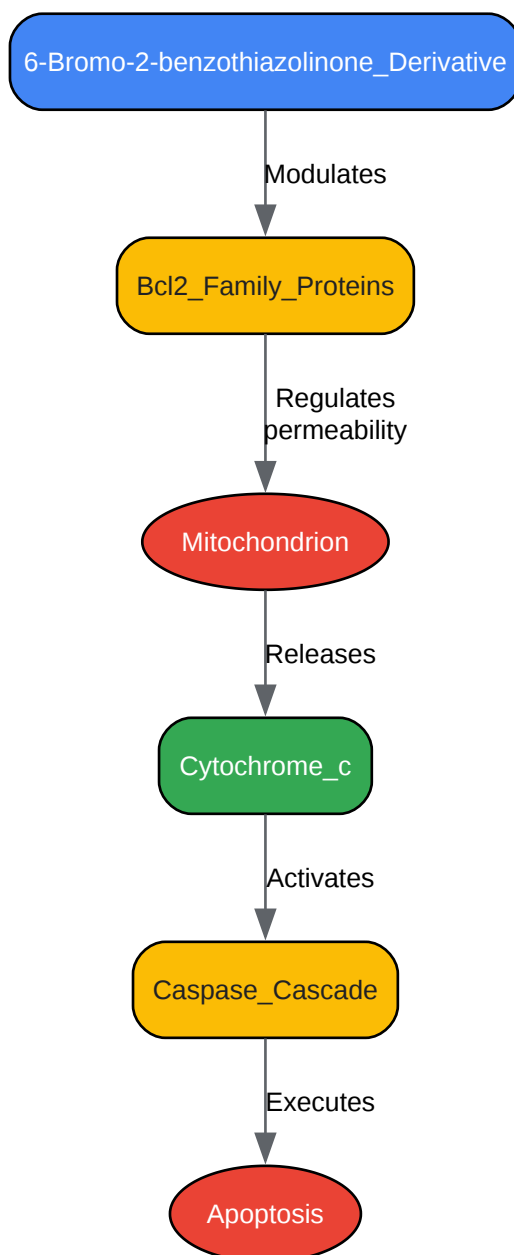 6-Bromo-2-benzothiazolinone_Derivative
Modulates
Bcl2_Family_Proteins
Regulates
permeability
Mitochondrion
Releases
Cytochrome_c
Activates
Caspase_Cascade
Executes
Apoptosis